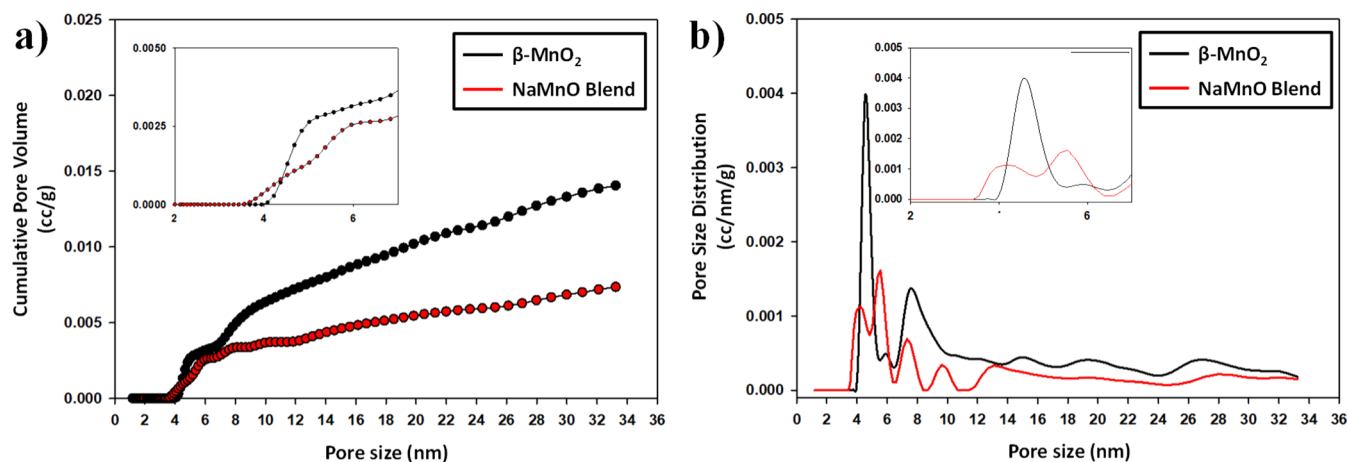 a)
Cumulative Pore Volume
(cc/g)
0.025
0.020
0.015
0.010
0.005
0.000
0 2 4 6 8 10 12 14 16 18 20 22 24 26 28 30 32 34 36
Pore size (nm)
0.0050
0.0025
0.0000
2 4 6
β-MnO₂
NaMnO Blend
b)
Pore Size Distribution
(cc/nm/g)
0.005
0.004
0.003
0.002
0.001
0.000
0 2 4 6 8 10 12 14 16 18 20 22 24 26 28 30 32 34 36
Pore size (nm)
0.005
0.004
0.003
0.002
0.001
0.000
2 4 6
β-MnO₂
NaMnO Blend